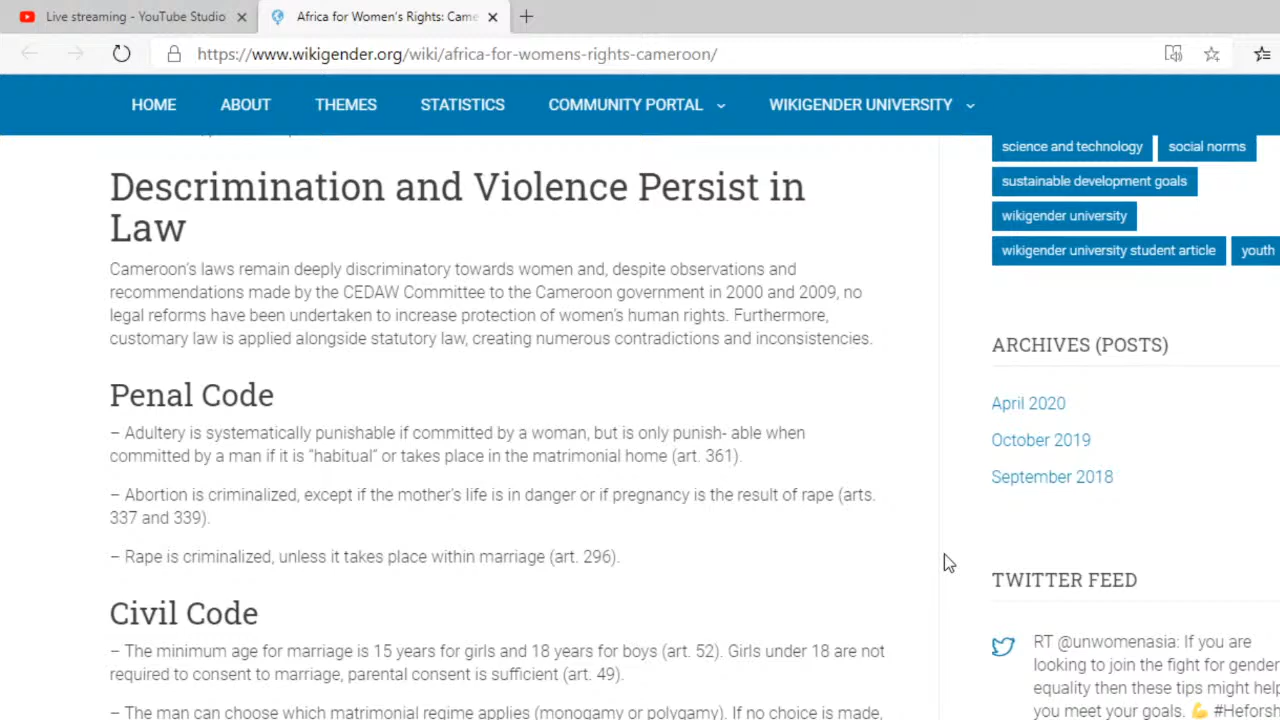 Live streaming - YouTube Studio
Africa for Women's Rights: Came
https://www.wikigender.org/wiki/africa-for-womens-rights-cameroon/
HOME ABOUT THEMES STATISTICS COMMUNITY PORTAL WIKIGENDER UNIVERSITY
Descrimination and Violence Persist in
Law
Cameroon's laws remain deeply discriminatory towards women and, despite observations and
recommendations made by the CEDAW Committee to the Cameroon government in 2000 and 2009, no
legal reforms have been undertaken to increase protection of women's human rights. Furthermore,
customary law is applied alongside statutory law, creating numerous contradictions and inconsistencies.
Penal Code
– Adultery is systematically punishable if committed by a woman, but is only punish- able when
committed by a man if it is "habitual" or takes place in the matrimonial home (art. 361).
– Abortion is criminalized, except if the mother's life is in danger or if pregnancy is the result of rape (arts.
337 and 339).
– Rape is criminalized, unless it takes place within marriage (art. 296).
Civil Code
– The minimum age for marriage is 15 years for girls and 18 years for boys (art. 52). Girls under 18 are not
required to consent to marriage, parental consent is sufficient (art. 49).
– The man can choose which matrimonial regime applies (monogamy or polygamy). If no choice is made,
science and technology social norms
sustainable development goals
wikigender university
wikigender university student article youth
ARCHIVES (POSTS)
April 2020
October 2019
September 2018
TWITTER FEED
RT @unwomenasia: If you are
looking to join the fight for gender
equality then these tips might help
you meet your goals. 💪 #Heforsh